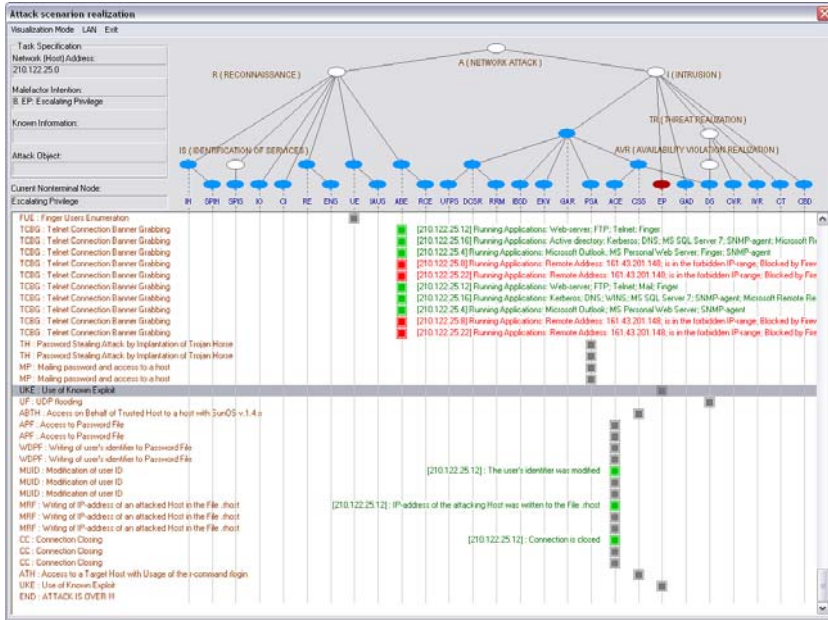 Attack scenarion realization
Visualization Mode LAN Exit
Task Specification
Network (Host) Address:
210.122.25.0
Malefactor Intention:
8. EP: Escalating Privilege
Known Information:
Attack Object:
Current Nonterminal Node:
Escalating Privilege
A ( NETWORK ATTACK )
R ( RECONNAISSANCE )
I ( INTRUSION )
TR ( THREAT REALIZATION )
IS ( IDENTIFICATION OF SERVICES )
AVR ( AVAILABILITY VIOLATION REALIZATION )
IH SPIH SPIS IO CI RE ENS UE IAUS ABE RCE UFPS DCSR RRM IBSD EKV GAR PSA ACE CSS EP GAD DS CVR IVR CT CBD
FUE : Finger Users Enumeration
TCBG : Telnet Connection Banner Grabbing [210.122.25.12] Running Applications: Web-server; FTP; Telnet; Finger;
TCBG : Telnet Connection Banner Grabbing [210.122.25.16] Running Applications: Active directory; Kerberos; DNS; MS SQL Server 7; SNMP-agent; Microsoft
TCBG : Telnet Connection Banner Grabbing [210.122.25.4] Running Applications: Microsoft Outlook; MS Personal Web Server; Finger; SNMP-agent
TCBG : Telnet Connection Banner Grabbing [210.122.25.8] Running Applications: Remote Address: 161.43.201.148; is in the forbidden IP-range, Blocked by Firew
TCBG : Telnet Connection Banner Grabbing [210.122.25.22] Running Applications: Remote Address: 161.43.201.148; is in the forbidden IP-range, Blocked by Fire
TCBG : Telnet Connection Banner Grabbing [210.122.25.12] Running Applications: Web-server; FTP; Telnet; Mail; Finger;
TCBG : Telnet Connection Banner Grabbing [210.122.25.16] Running Applications: Kerberos; DNS; WINS; MS SQL Server 7; SNMP-agent; Microsoft Remote Re
TCBG : Telnet Connection Banner Grabbing [210.122.25.4] Running Applications: Microsoft Outlook; MS Personal Web Server; SNMP-agent
TCBG : Telnet Connection Banner Grabbing [210.122.25.8] Running Applications: Remote Address: 161.43.201.148; is in the forbidden IP-range, Blocked by Firew
TCBG : Telnet Connection Banner Grabbing [210.122.25.22] Running Applications: Remote Address: 161.43.201.148; is in the forbidden IP-range, Blocked by Fire
TH : Password Stealing Attack by Implantation of Trojan Horse
TH : Password Stealing Attack by Implantation of Trojan Horse
MP : Mailing password and access to a host
MP : Mailing password and access to a host
UKE : Use of Known Exploit
UF : UDP flooding
ABTH : Access on Behalf of Trusted Host to a host with SunOS v.1.4.x
APF : Access to Password File
APF : Access to Password File
WDPF : Writing of user's identifier to Password File
WDPF : Writing of user's identifier to Password File
MUID : Modification of user ID [210.122.25.12] : The user's identifier was modified
MUID : Modification of user ID
MUID : Modification of user ID
MRF : Writing of IP-address of an attacked Host in the File .rhost [210.122.25.12] : IP-address of the attacking Host was written to the File .rhost
MRF : Writing of IP-address of an attacked Host in the File .rhost
MRF : Writing of IP-address of an attacked Host in the File .rhost
CC : Connection Closing [210.122.25.12] : Connection is closed
CC : Connection Closing
CC : Connection Closing
ATH : Access to a Target Host with Usage of the r-command rlogin
UKE : Use of Known Exploit
END : ATTACK IS OVER !!!